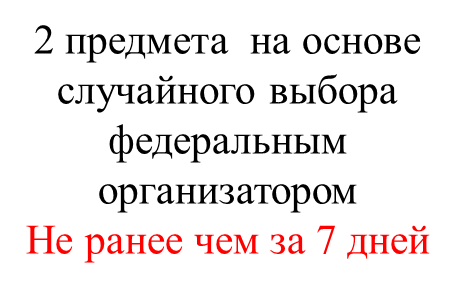 2 предмета  на основе
случайного выбора
федеральным
организатором
Не ранее чем за 7 дней